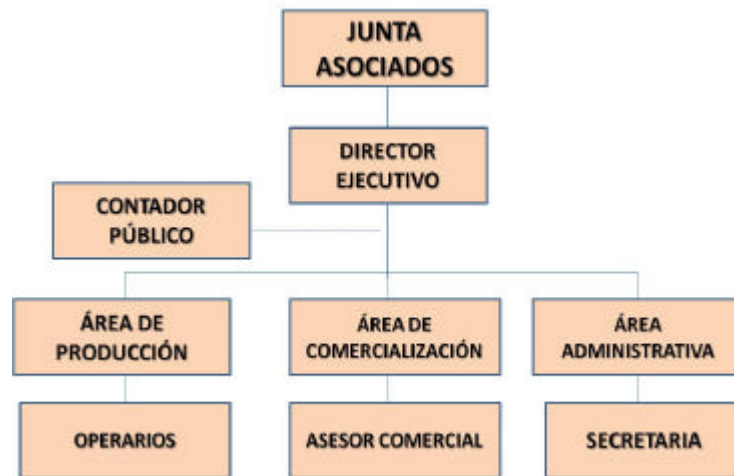 JUNTA
ASOCIADOS
DIRECTOR
EJECUTIVO
CONTADOR
PÚBLICO
ÁREA DE
PRODUCCIÓN
ÁREA DE
COMERCIALIZACIÓN
ÁREA
ADMINISTRATIVA
OPERARIOS
ASESOR COMERCIAL
SECRETARIA